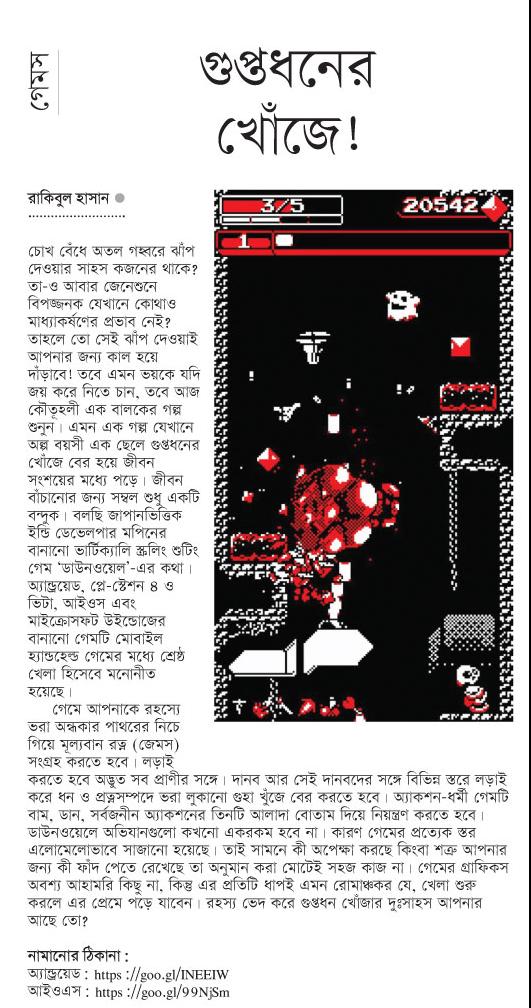 গেমস
গুপ্তধনের
খোঁজে!
রাকিবুল হাসান
3/5
20542
1
চোখ বেঁধে অতল গহ্বরে ঝাঁপ
দেওয়ার সাহস কজনের থাকে?
তা-ও আবার জেনেশুনে
বিপজ্জনক যেখানে কোথাও
মাধ্যাকর্ষণের প্রভাব নেই?
তাহলে তো সেই ঝাঁপ দেওয়াই
আপনার জন্য কাল হয়ে
দাঁড়াবে! তবে এমন ভয়কে যদি
জয় করে নিতে চান, তবে আজ
কৌতূহলী এক বালকের গল্প
শুনুন। এমন এক গল্প যেখানে
অল্প বয়সী এক ছেলে গুপ্তধনের
খোঁজে বের হয়ে জীবন
সংশয়ের মধ্যে পড়ে। জীবন
বাঁচানোর জন্য সম্বল শুধু একটি
বন্দুক। বলছি জাপানভিত্তিক
ইন্ডি ডেভেলপার মপিনের
বানানো ভার্টিক্যালি স্ক্রলিং শুটিং
গেম ‘ডাউনওয়েল’-এর কথা।
অ্যান্ড্রয়েড, প্লে-স্টেশন ৪ ও
ভিটা, আইওস এবং
মাইক্রোসফট উইন্ডোজের
বানানো গেমটি মোবাইল
হ্যান্ডহেল্ড গেমের মধ্যে শ্রেষ্ঠ
খেলা হিসেবে মনোনীত
হয়েছে।
গেমে আপনাকে রহস্যে
ভরা অন্ধকার পাথরের নিচে
গিয়ে মূল্যবান রত্ন (জেমস)
সংগ্রহ করতে হবে। লড়াই
করতে হবে অদ্ভুত সব প্রাণীর সঙ্গে। দানব আর সেই দানবদের সঙ্গে বিভিন্ন স্তরে লড়াই
করে ধন ও প্রত্নসম্পদে ভরা লুকানো গুহা খুঁজে বের করতে হবে। অ্যাকশন-ধর্মী গেমটি
বাম, ডান, সর্বজনীন অ্যাকশনের তিনটি আলাদা বোতাম দিয়ে নিয়ন্ত্রণ করতে হবে।
ডাউনওয়েলে অভিযানগুলো কখনো একরকম হবে না। কারণ গেমের প্রত্যেক স্তর
এলোমেলোভাবে সাজানো হয়েছে। তাই সামনে কী অপেক্ষা করছে কিংবা শত্রু আপনার
জন্য কী ফাঁদ পেতে রেখেছে তা অনুমান করা মোটেই সহজ কাজ না। গেমের গ্রাফিকস
অবশ্য আহামরি কিছু না, কিন্তু এর প্রতিটি ধাপই এমন রোমাঞ্চকর যে, খেলা শুরু
করলে এর প্রেমে পড়ে যাবেন। রহস্য ভেদ করে গুপ্তধন খোঁজার দুঃসাহস আপনার
আছে তো?
নামানোর ঠিকানা :
অ্যান্ড্রয়েড : https ://goo.gl/INEEIW
আইওএস : https ://goo.gl/99NjSm